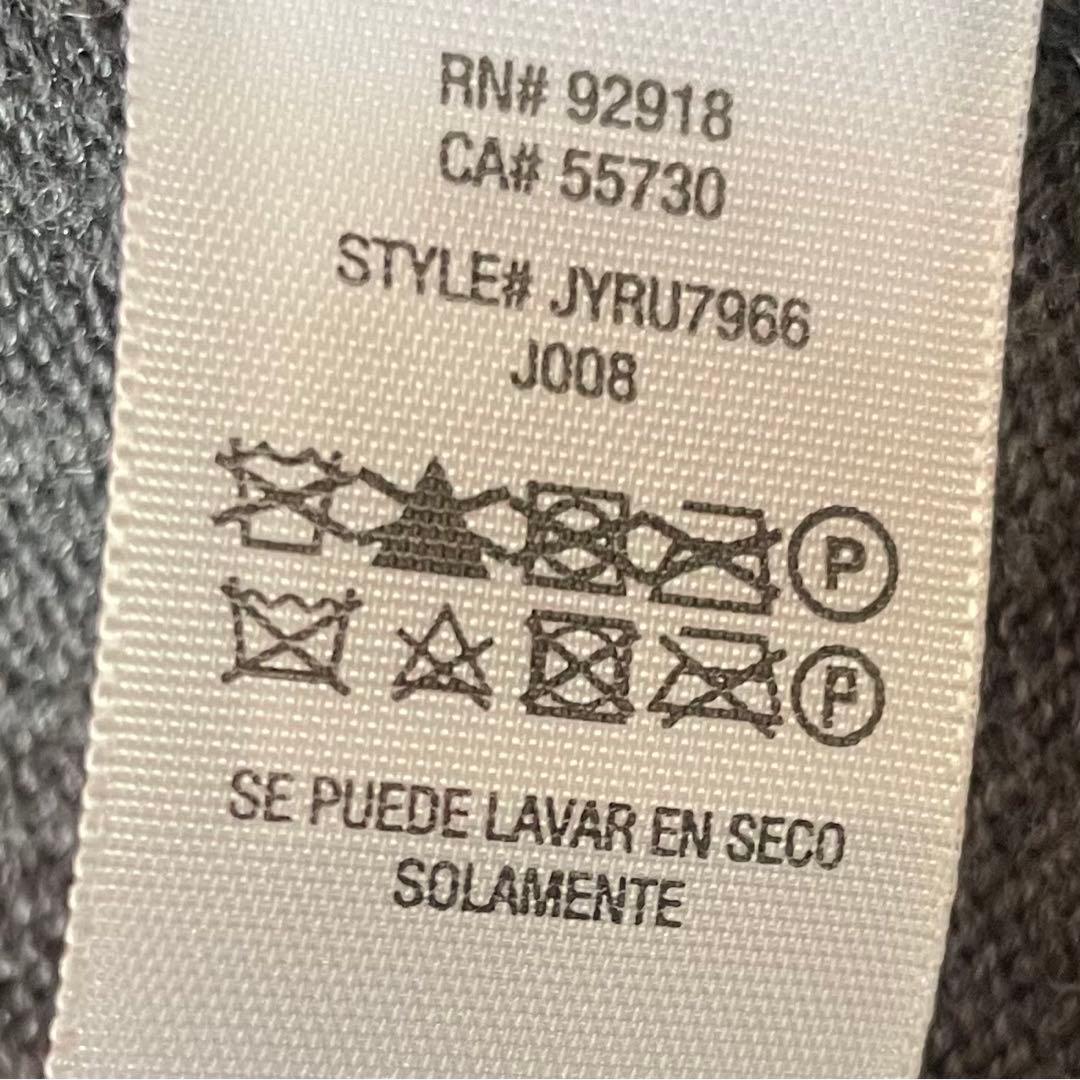 RN# 92918
CA# 55730
STYLE# JYRU7966
J008
P
P
SE PUEDE LAVAR EN SECO
SOLAMENTE